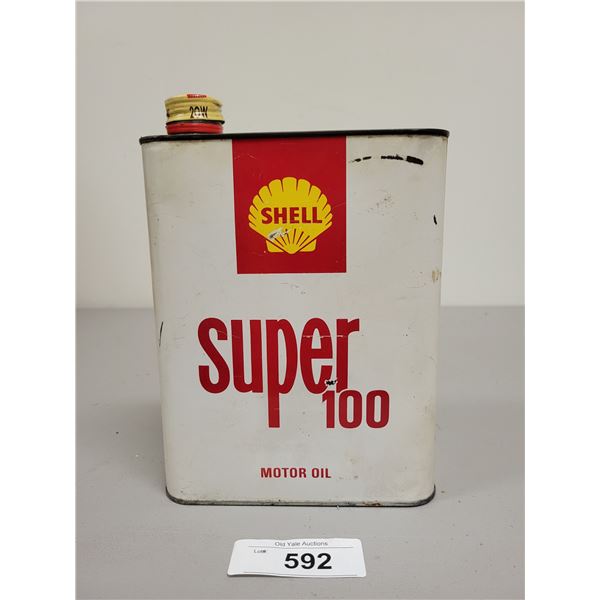 20W
SHELL
super
100
MOTOR OIL
Old Yale Auctions
Lot#:
592